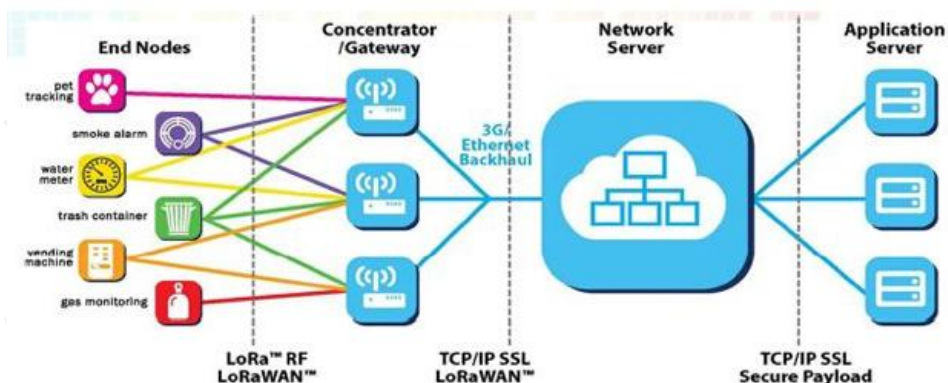 End Nodes
Concentrator
/Gateway
Network
Server
Application
Server
pet
tracking
smoke alarm
water
meter
trash container
vending
machine
gas monitoring
3G/
Ethernet
Backhaul
LoRa™ RF
LoRaWAN™
TCP/IP SSL
LoRaWAN™
TCP/IP SSL
Secure Payload